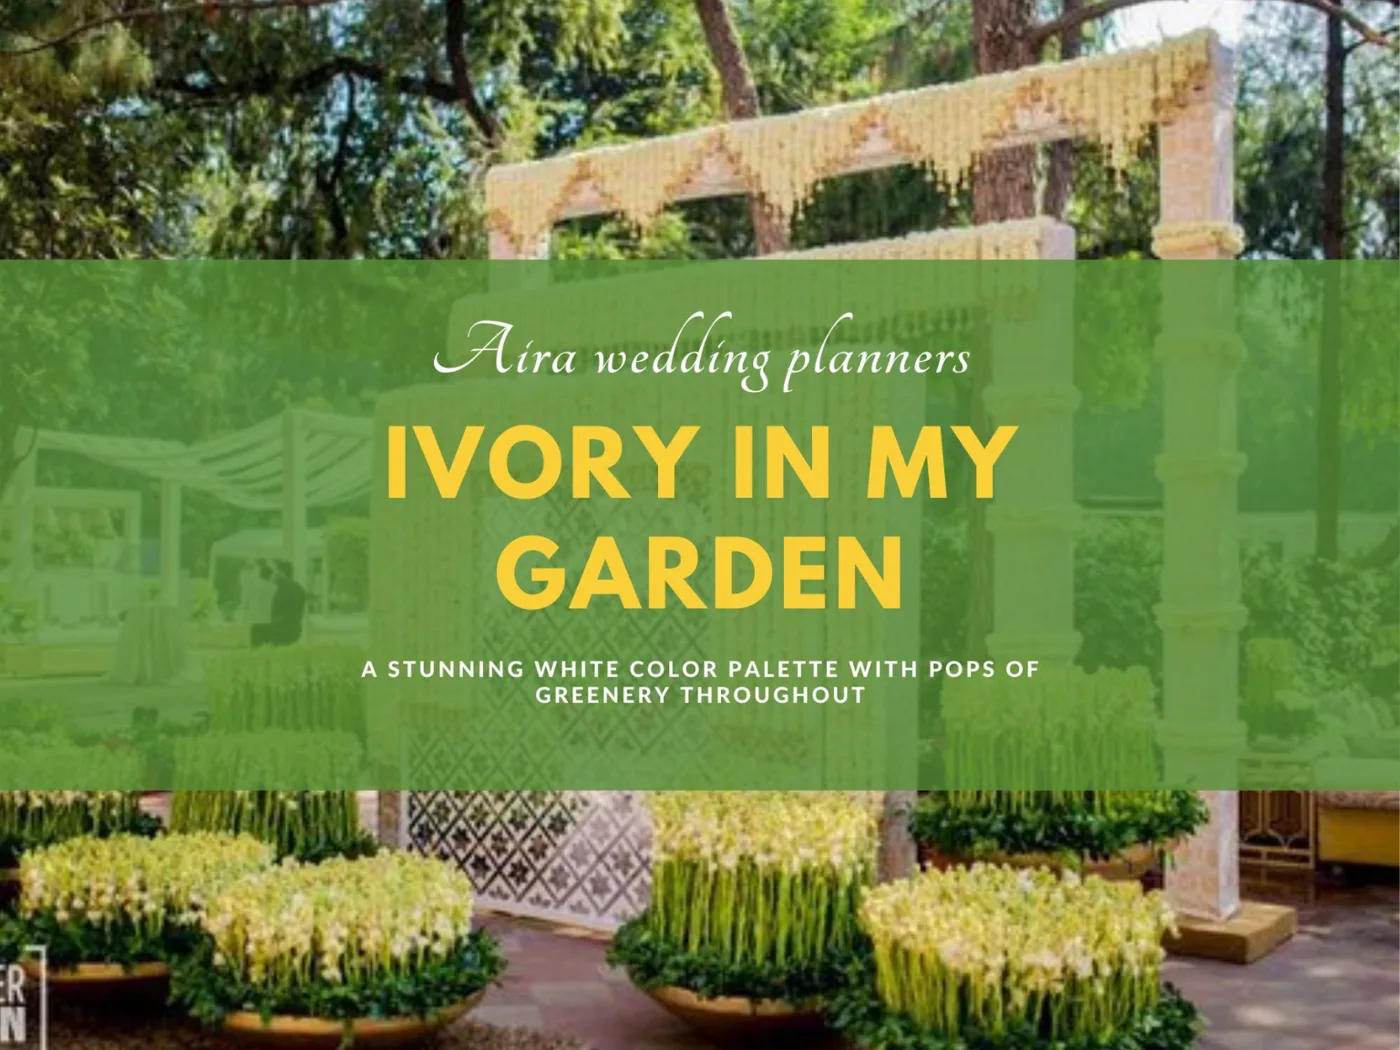 Aira wedding planners
IVORY IN MY
GARDEN
A STUNNING WHITE COLOR PALETTE WITH POPS OF
GREENERY THROUGHOUT